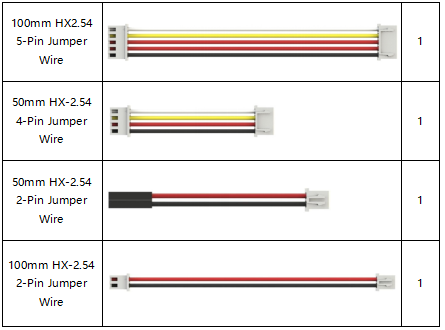 100mm HX2.54
5-Pin Jumper
Wire
1
50mm HX-2.54
4-Pin Jumper
Wire
1
50mm HX-2.54
2-Pin Jumper
Wire
1
100mm HX-2.54
2-Pin Jumper
Wire
1